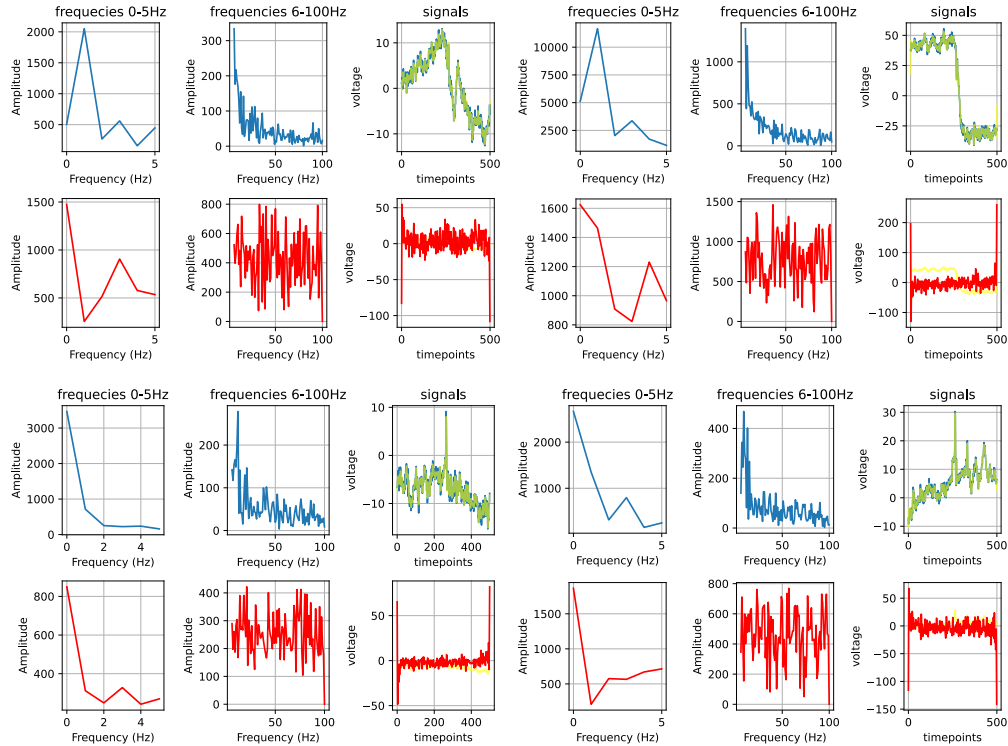 frequecies 0-5Hz frequencies 6-100Hz signals frequecies 0-5Hz frequencies 6-100Hz signals
Amplitude 2000 1500 1000 500 0 5 Frequency (Hz)
Amplitude 300 200 100 0 50 100 Frequency (Hz)
voltage 10 0 −10 0 500 timepoints
Amplitude 10000 7500 5000 2500 0 5 Frequency (Hz)
Amplitude 1000 500 0 50 100 Frequency (Hz)
voltage 50 25 0 −25 0 500 timepoints
Amplitude 1500 1000 500 0 5 Frequency (Hz)
Amplitude 800 600 400 200 0 50 100 Frequency (Hz)
voltage 50 0 −50 −100 0 500 timepoints
Amplitude 1600 1400 1200 1000 800 0 5 Frequency (Hz)
Amplitude 1500 1000 500 0 50 100 Frequency (Hz)
voltage 200 100 0 −100 0 500 timepoints
frequecies 0-5Hz frequencies 6-100Hz signals frequecies 0-5Hz frequencies 6-100Hz signals
Amplitude 3000 2000 1000 0 0 2 4 Frequency (Hz)
Amplitude 200 100 0 50 100 Frequency (Hz)
voltage 10 0 −10 0 200 400 timepoints
Amplitude 2000 1000 0 5 Frequency (Hz)
Amplitude 400 200 0 50 100 Frequency (Hz)
voltage 30 20 10 0 −10 0 500 timepoints
Amplitude 800 600 400 0 2 4 Frequency (Hz)
Amplitude 400 300 200 100 0 50 100 Frequency (Hz)
voltage 50 0 −50 0 200 400 timepoints
Amplitude 1500 1000 500 0 5 Frequency (Hz)
Amplitude 800 600 400 200 0 50 100 Frequency (Hz)
voltage 50 0 −50 −100 −150 0 500 timepoints